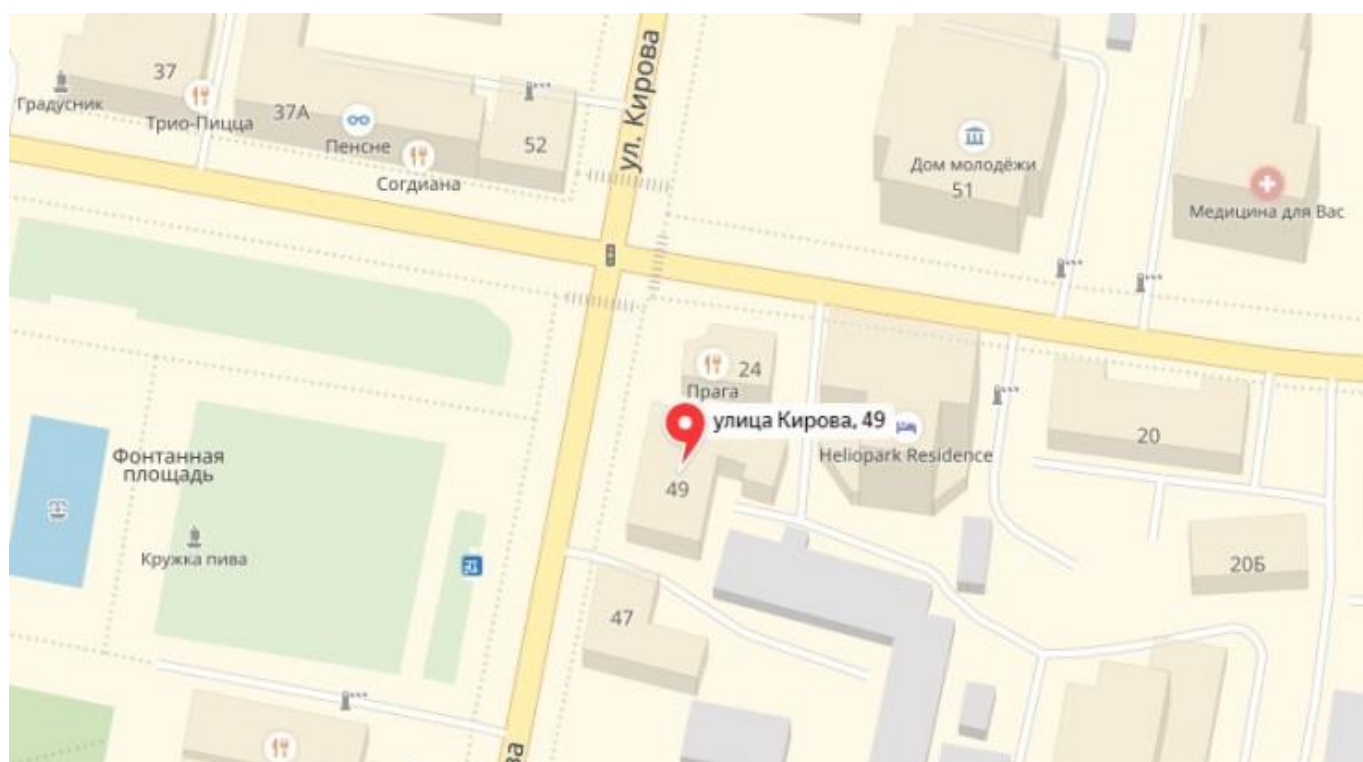 37
Градусник
Трио-Пицца
37А
Пенсне
Согдиана
52
ул. Кирова
Дом молодёжи
51
Медицина для Вас
24
Прага
улица Кирова, 49
49
Heliopark Residence
20
Фонтанная
площадь
Кружка пива
20Б
47
ва